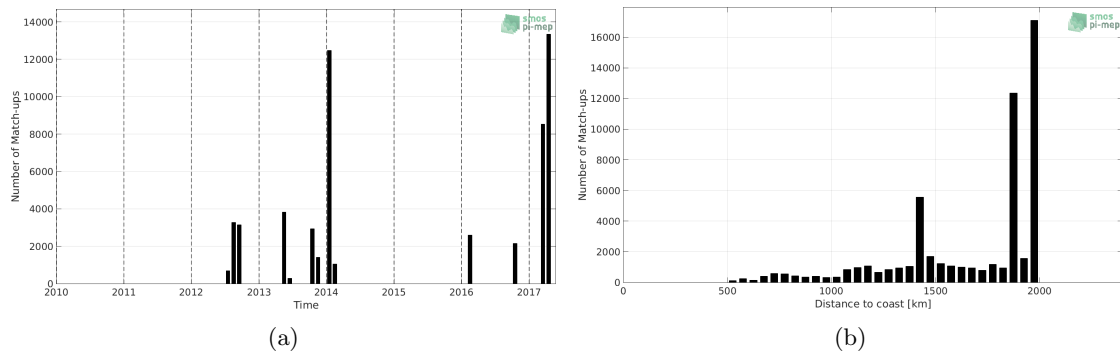 smos
pi-mep
14000
12000
10000
8000
6000
4000
2000
0
Number of Match-ups
2010 2011 2012 2013 2014 2015 2016 2017
Time
(a)
smos
pi-mep
16000
14000
12000
10000
8000
6000
4000
2000
0
Number of Match-ups
0 500 1000 1500 2000
Distance to coast [km]
(b)